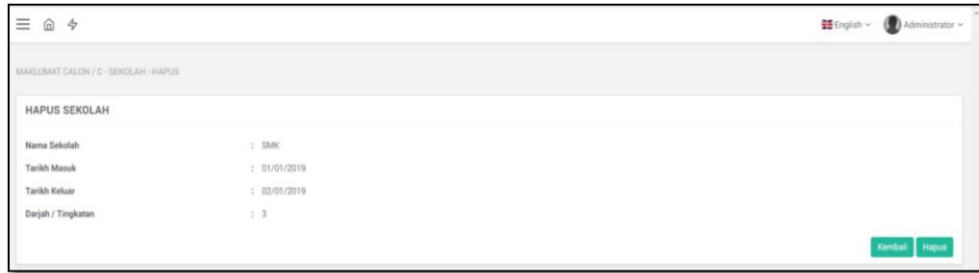 English Administrator
MAKLUMAT CALON / C - SEKOLAH - HAPUS
HAPUS SEKOLAH
Nama Sekolah : SMK
Tarikh Masuk : 01/01/2019
Tarikh Keluar : 02/01/2019
Darjah / Tingkatan : 3
Kembali Hapus